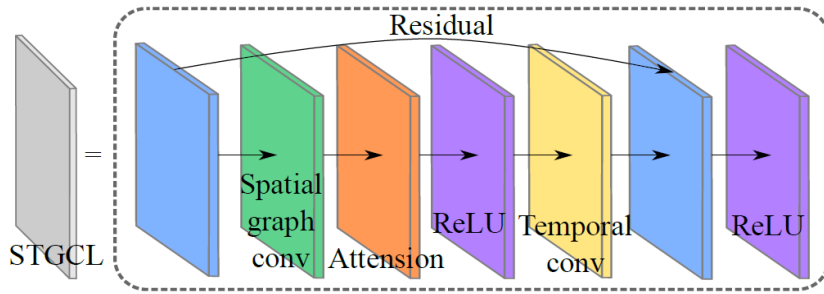 Residual
=
STGCL
Spatial
graph
conv
Attension
ReLU
Temporal
conv
ReLU